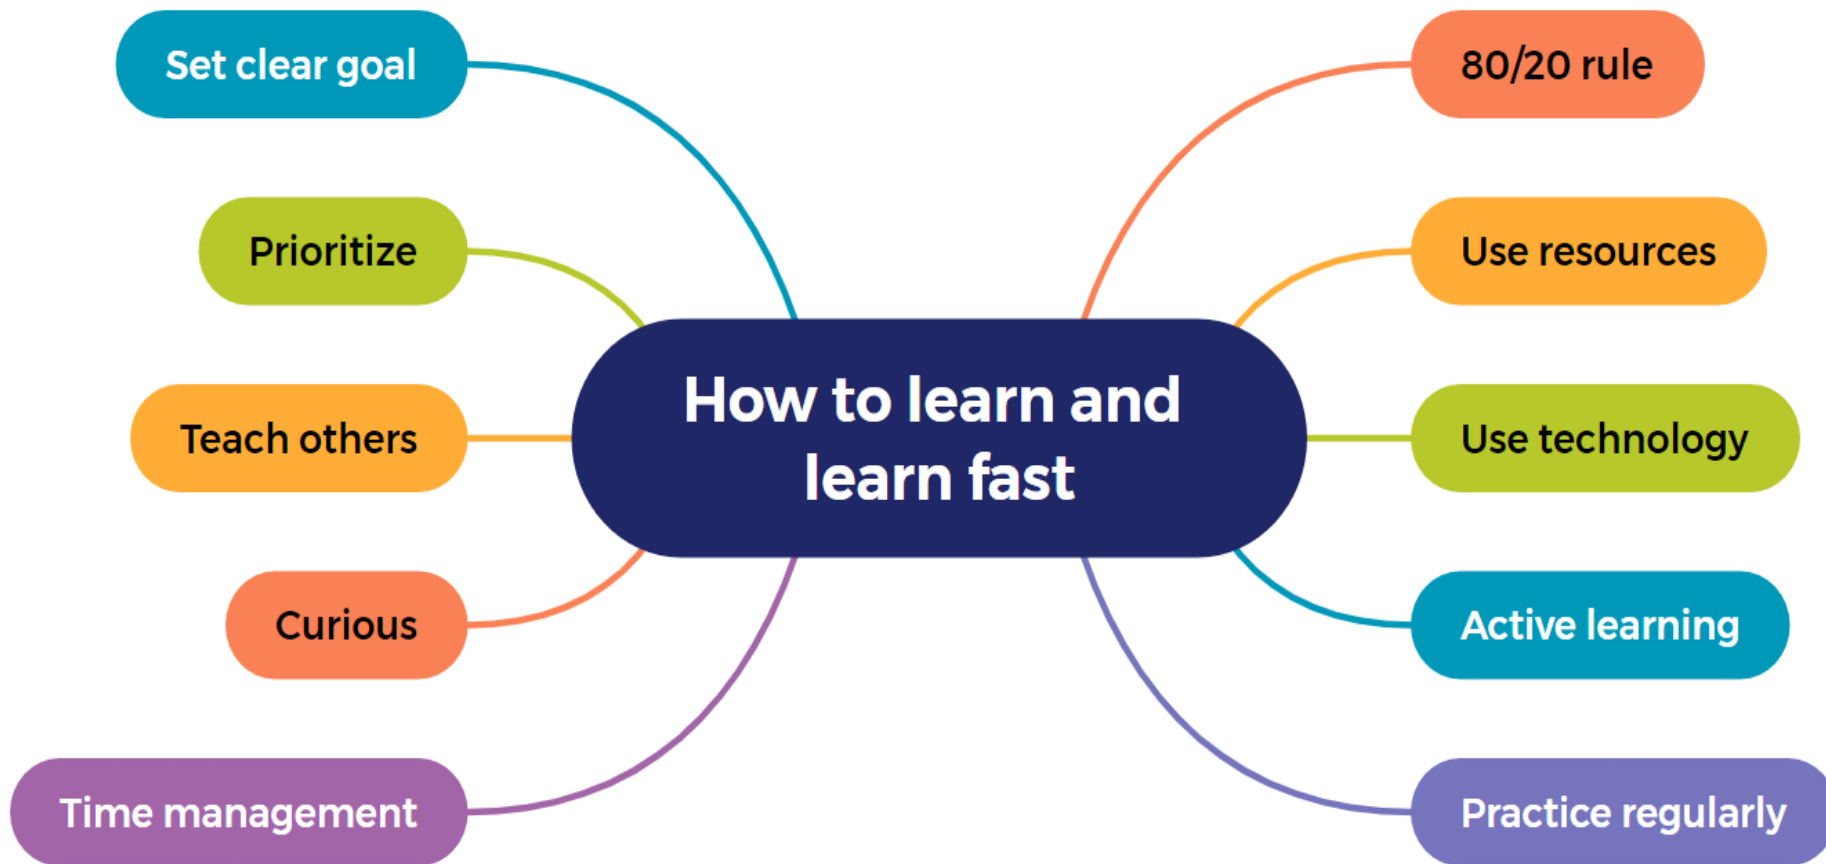 Set clear goal
80/20 rule
Prioritize
Use resources
How to learn and
learn fast
Teach others
Use technology
Curious
Active learning
Time management
Practice regularly